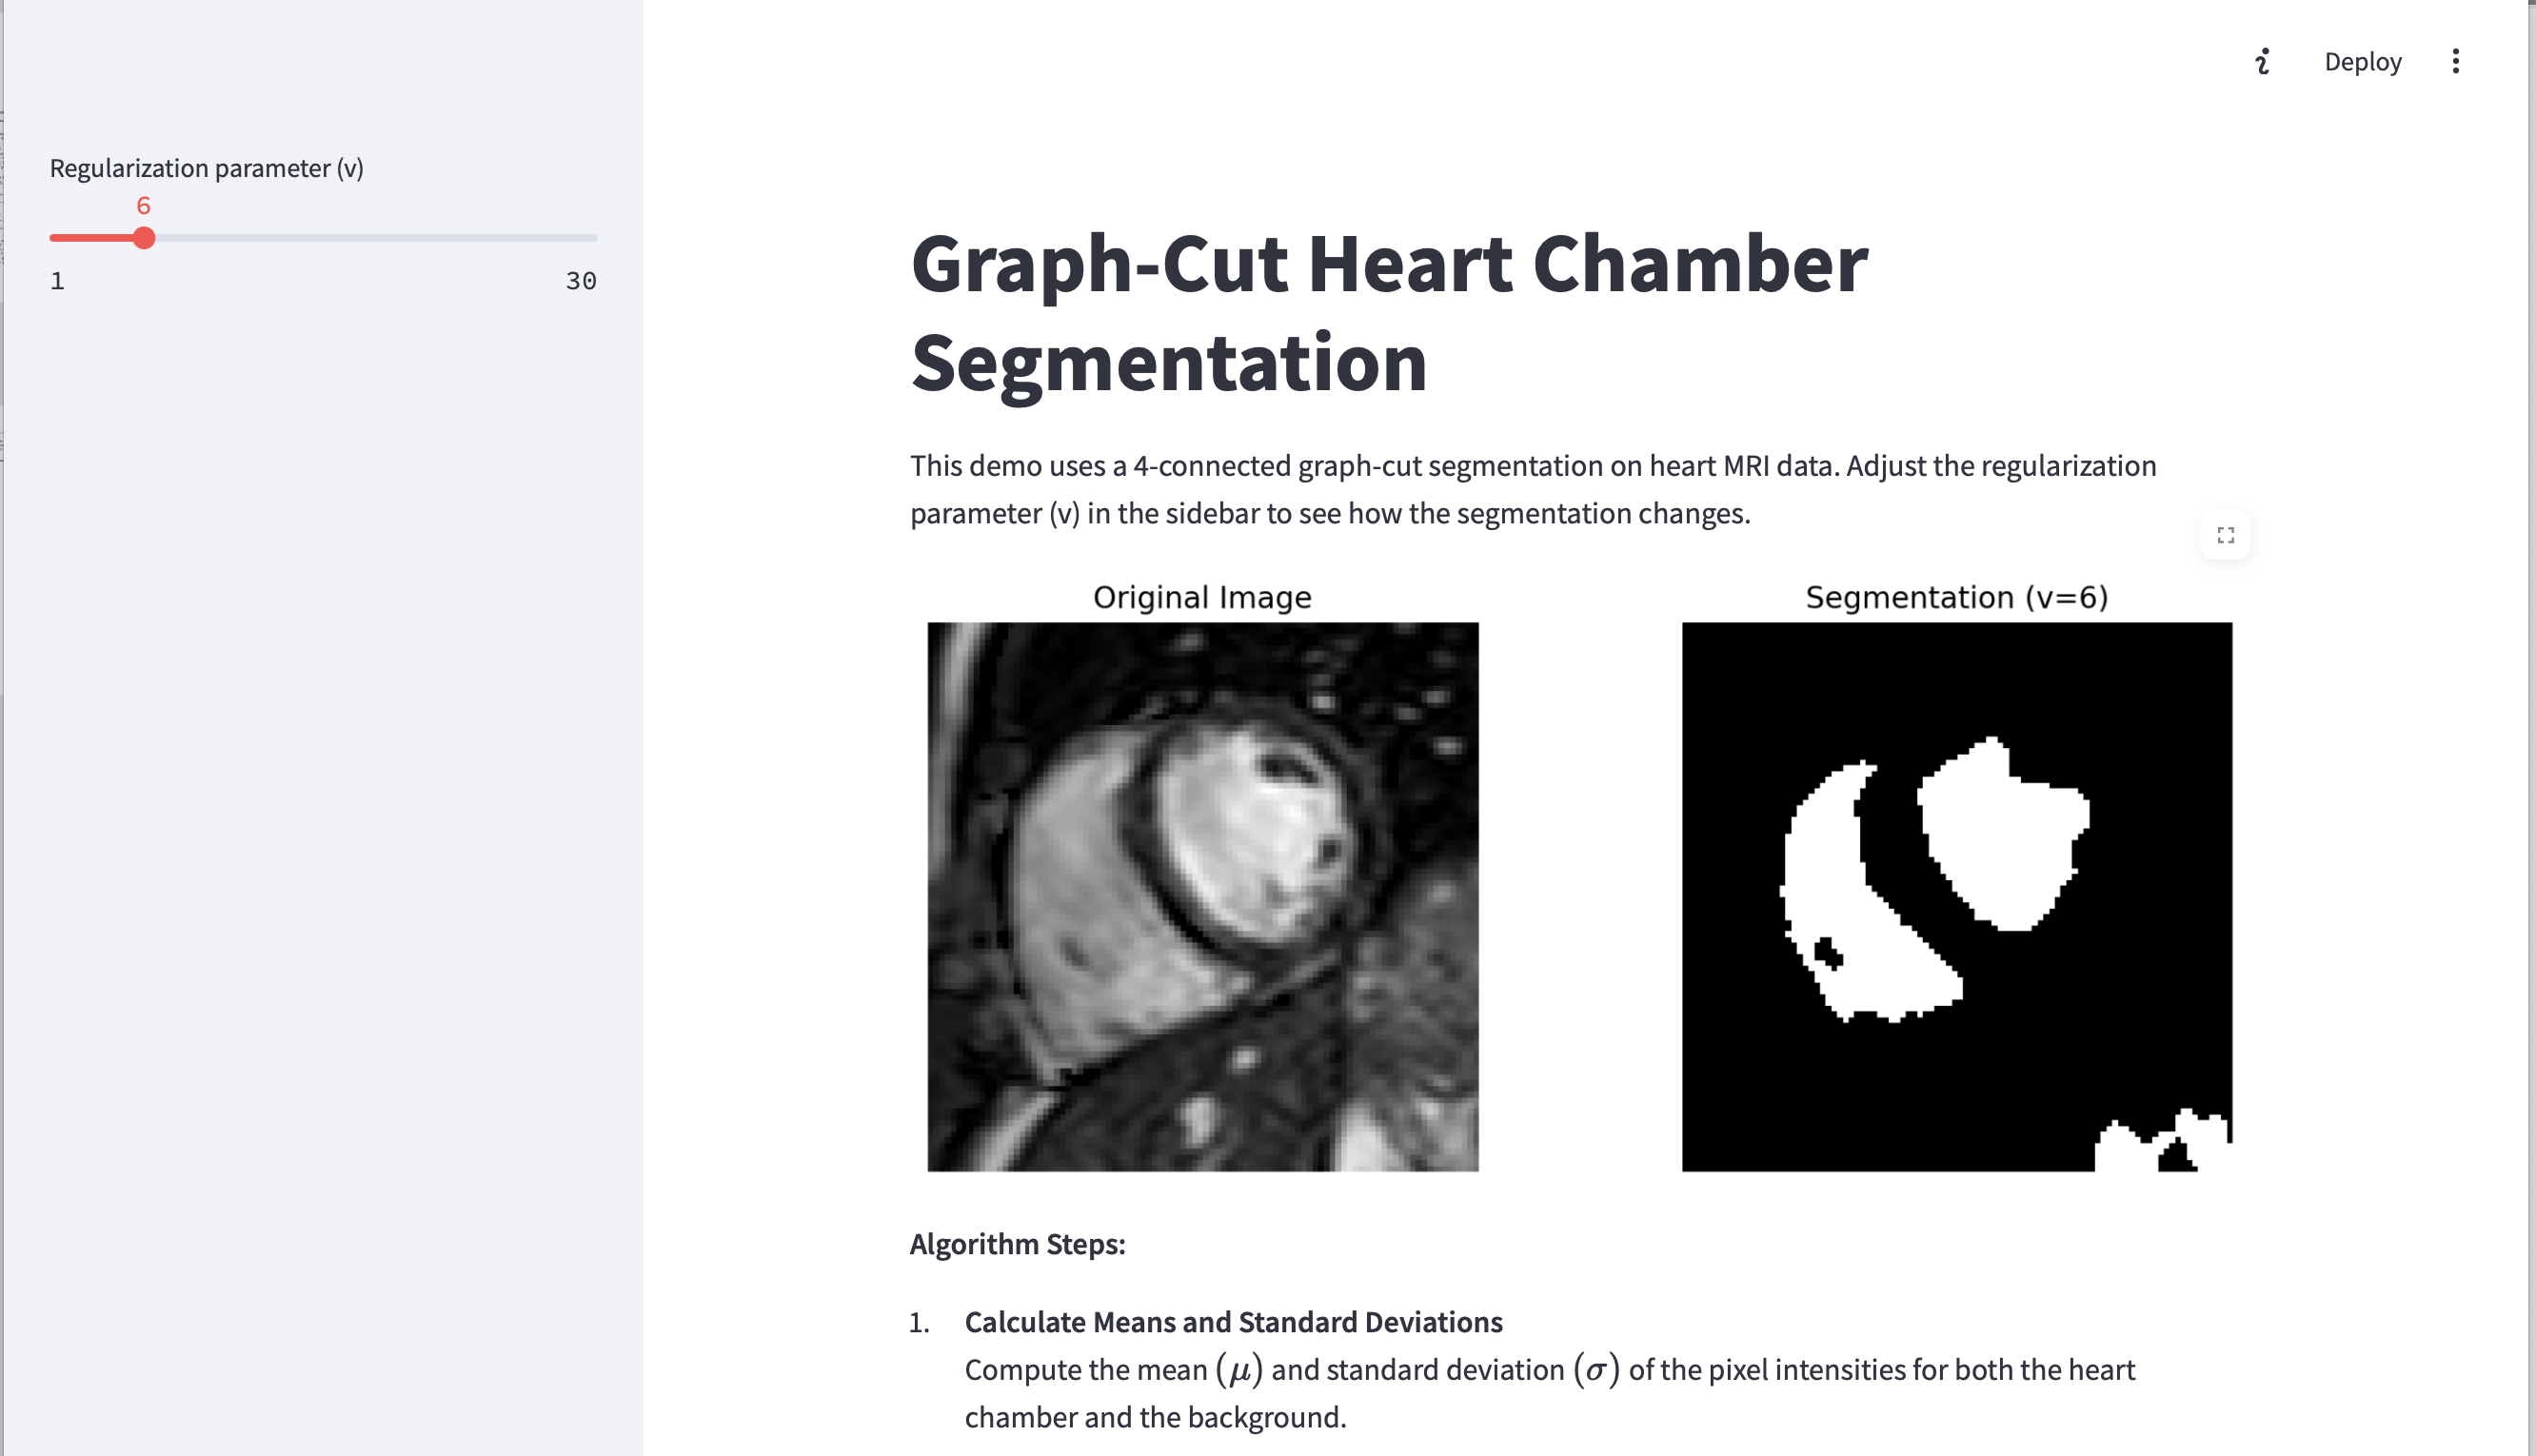 Deploy
Regularization parameter (v)
6
1 30
Graph-Cut Heart Chamber
Segmentation
This demo uses a 4-connected graph-cut segmentation on heart MRI data. Adjust the regularization
parameter (v) in the sidebar to see how the segmentation changes.
Original Image
Segmentation (v=6)
Algorithm Steps:
1. Calculate Means and Standard Deviations
Compute the mean (μ) and standard deviation (σ) of the pixel intensities for both the heart
chamber and the background.